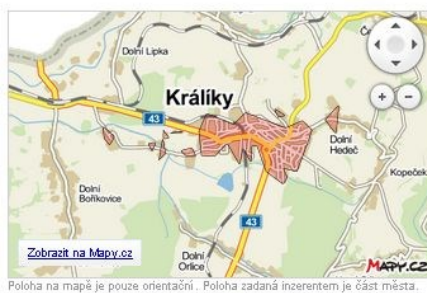 Dolní Lipka
Králíky
43
Dolní
Hedeč
Kopeček
Dolní
Boříkovice
43
Dolní
Orlice
Zobrazit na Mapy.cz
MAPY.CZ
Poloha na mapě je pouze orientační. Poloha zadaná inzerentem je část města.